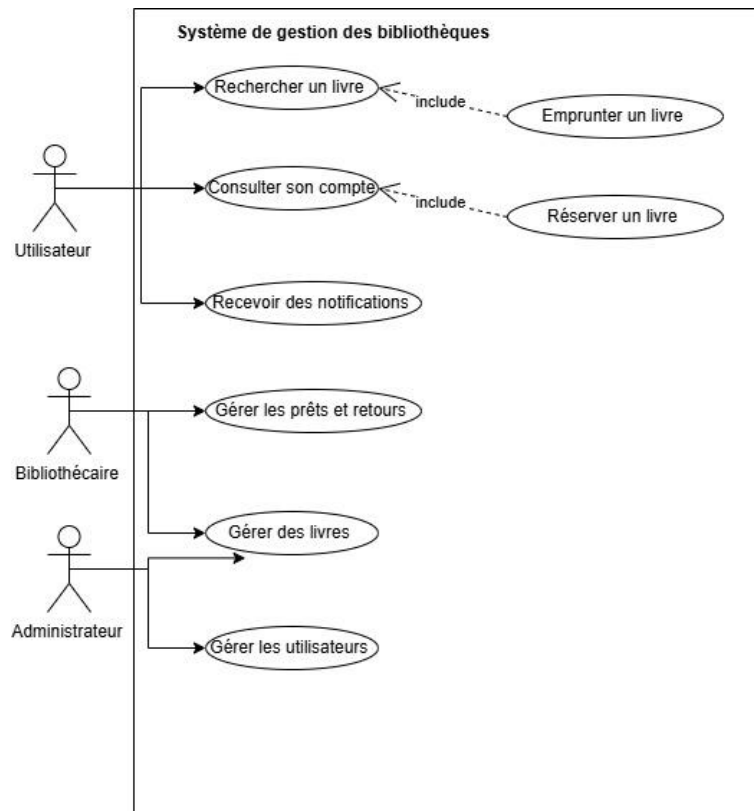 Système de gestion des bibliothèques
Rechercher un livre
include
Emprunter un livre
Consulter son compte
include
Réserver un livre
Utilisateur
Recevoir des notifications
Gérer les prêts et retours
Bibliothécaire
Gérer des livres
Administrateur
Gérer les utilisateurs